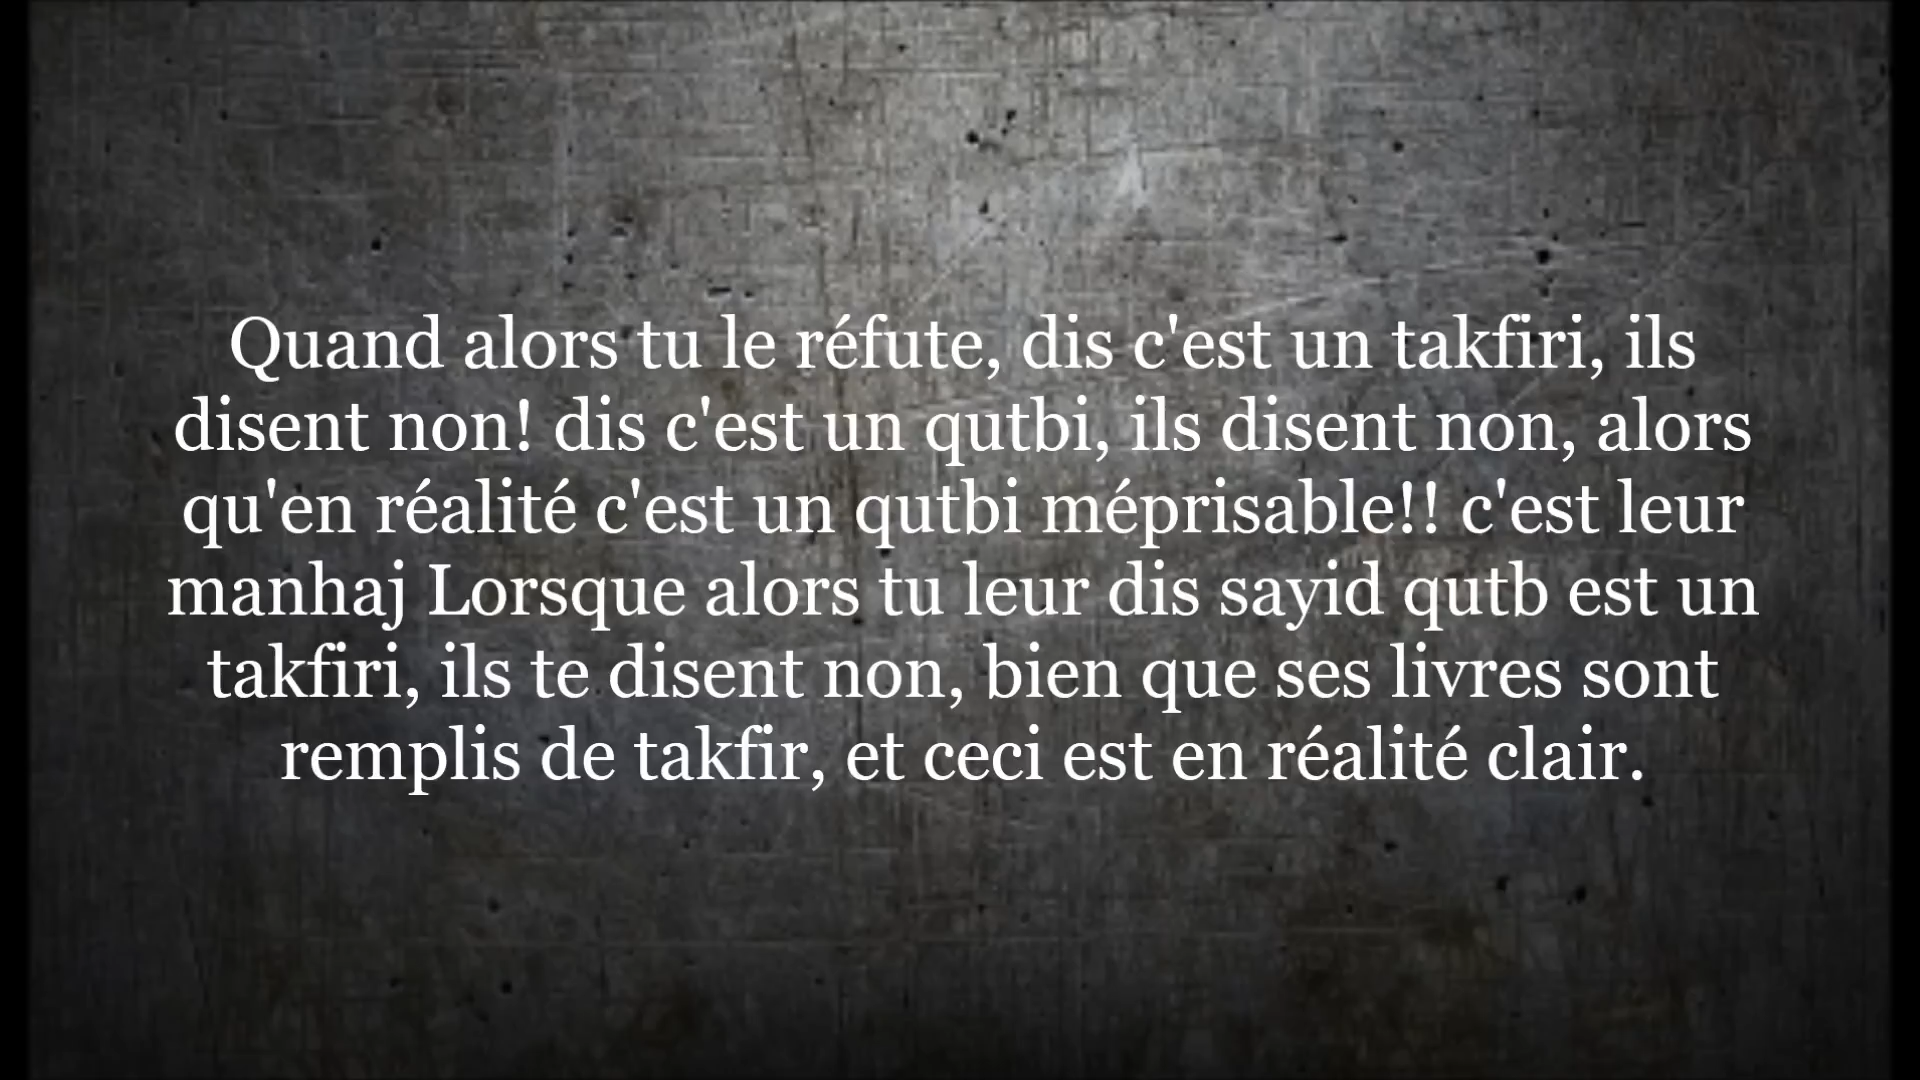 Quand alors tu le réfute, dis c'est un takfiri, ils
disent non! dis c'est un qutbi, ils disent non, alors
qu'en réalité c'est un qutbi méprisable!! c'est leur
manhaj Lorsque alors tu leur dis sayid qutb est un
takfiri, ils te disent non, bien que ses livres sont
remplis de takfir, et ceci est en réalité clair.